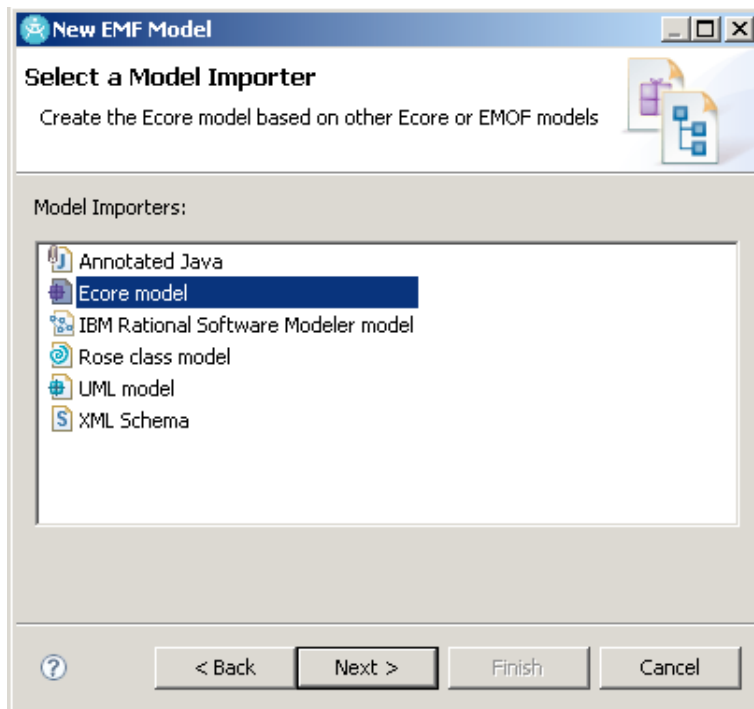 New EMF Model
Select a Model Importer
Create the Ecore model based on other Ecore or EMOF models
Model Importers:
Annotated Java
Ecore model
IBM Rational Software Modeler model
Rose class model
UML model
XML Schema
< Back Next > Finish Cancel